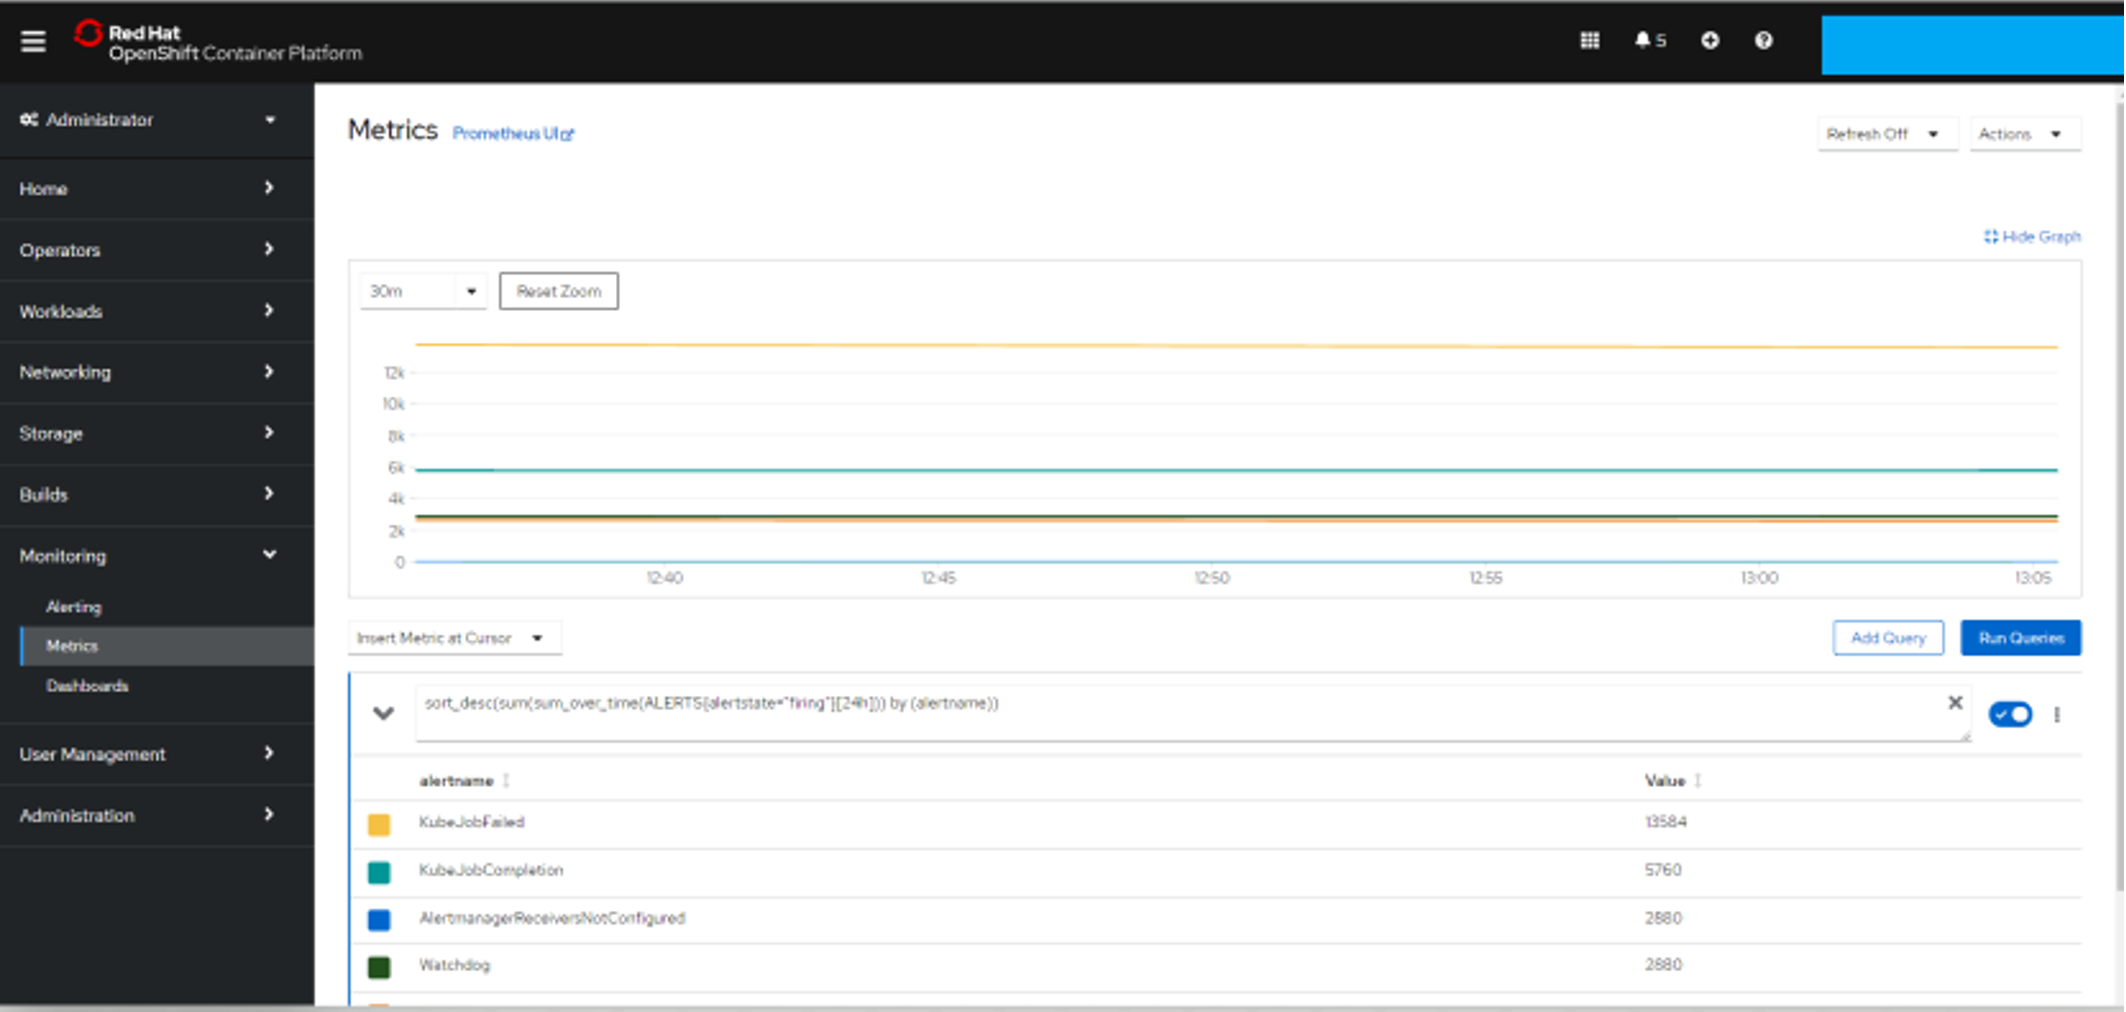 Red Hat
OpenShift Container Platform
5
Administrator
Home
Operators
Workloads
Networking
Storage
Builds
Monitoring
Alerting
Metrics
Dashboards
User Management
Administration
Metrics Prometheus UI
Refresh Off Actions
Hide Graph
30m Reset Zoom
12k
10k
8k
6k
4k
2k
0
12:40 12:45 12:50 12:55 13:00 13:05
Insert Metric at Cursor Add Query Run Queries
sort_desc(sum(sum_over_time(ALERTS{alertstate="firing"}[24h])) by (alertname))
alertname Value
KubeJobFailed 13584
KubeJobCompletion 5760
AlertmanagerReceiversNotConfigured 2880
Watchdog 2880